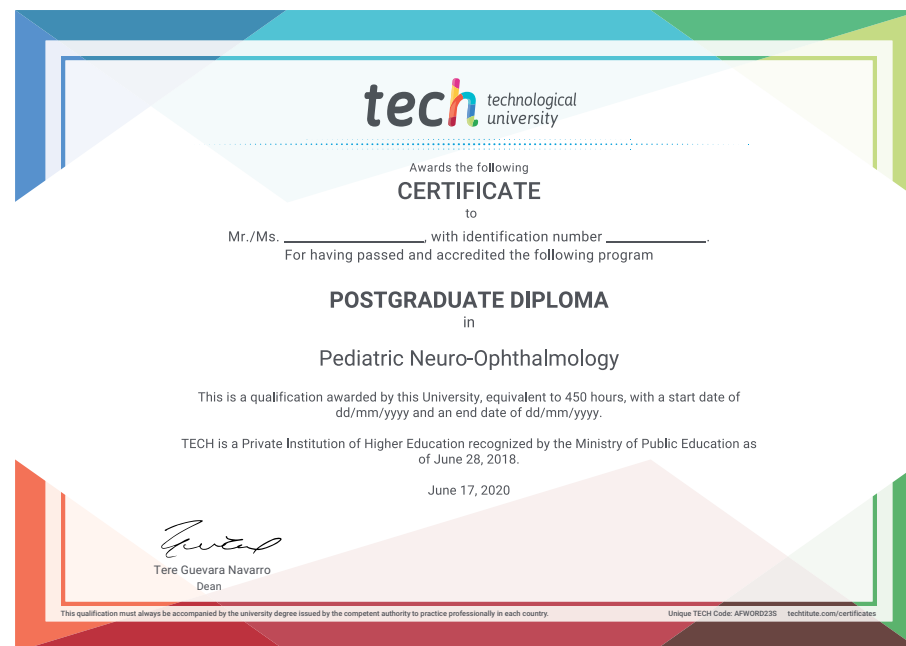 tech technological
university
Awards the following
CERTIFICATE
to
Mr./Ms. ____________________, with identification number ______________.
For having passed and accredited the following program
POSTGRADUATE DIPLOMA
in
Pediatric Neuro-Ophthalmology
This is a qualification awarded by this University, equivalent to 450 hours, with a start date of
dd/mm/yyyy and an end date of dd/mm/yyyy.
TECH is a Private Institution of Higher Education recognized by the Ministry of Public Education as
of June 28, 2018.
June 17, 2020
Tere Guevara Navarro
Dean
This qualification must always be accompanied by the university degree issued by the competent authority to practice professionally in each country. Unique TECH Code: AFWORD23S techtitute.com/certificates